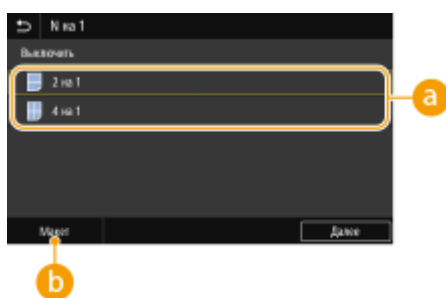 N на 1
Выключить
2 на 1
4 на 1
a
Макет
Далее
b